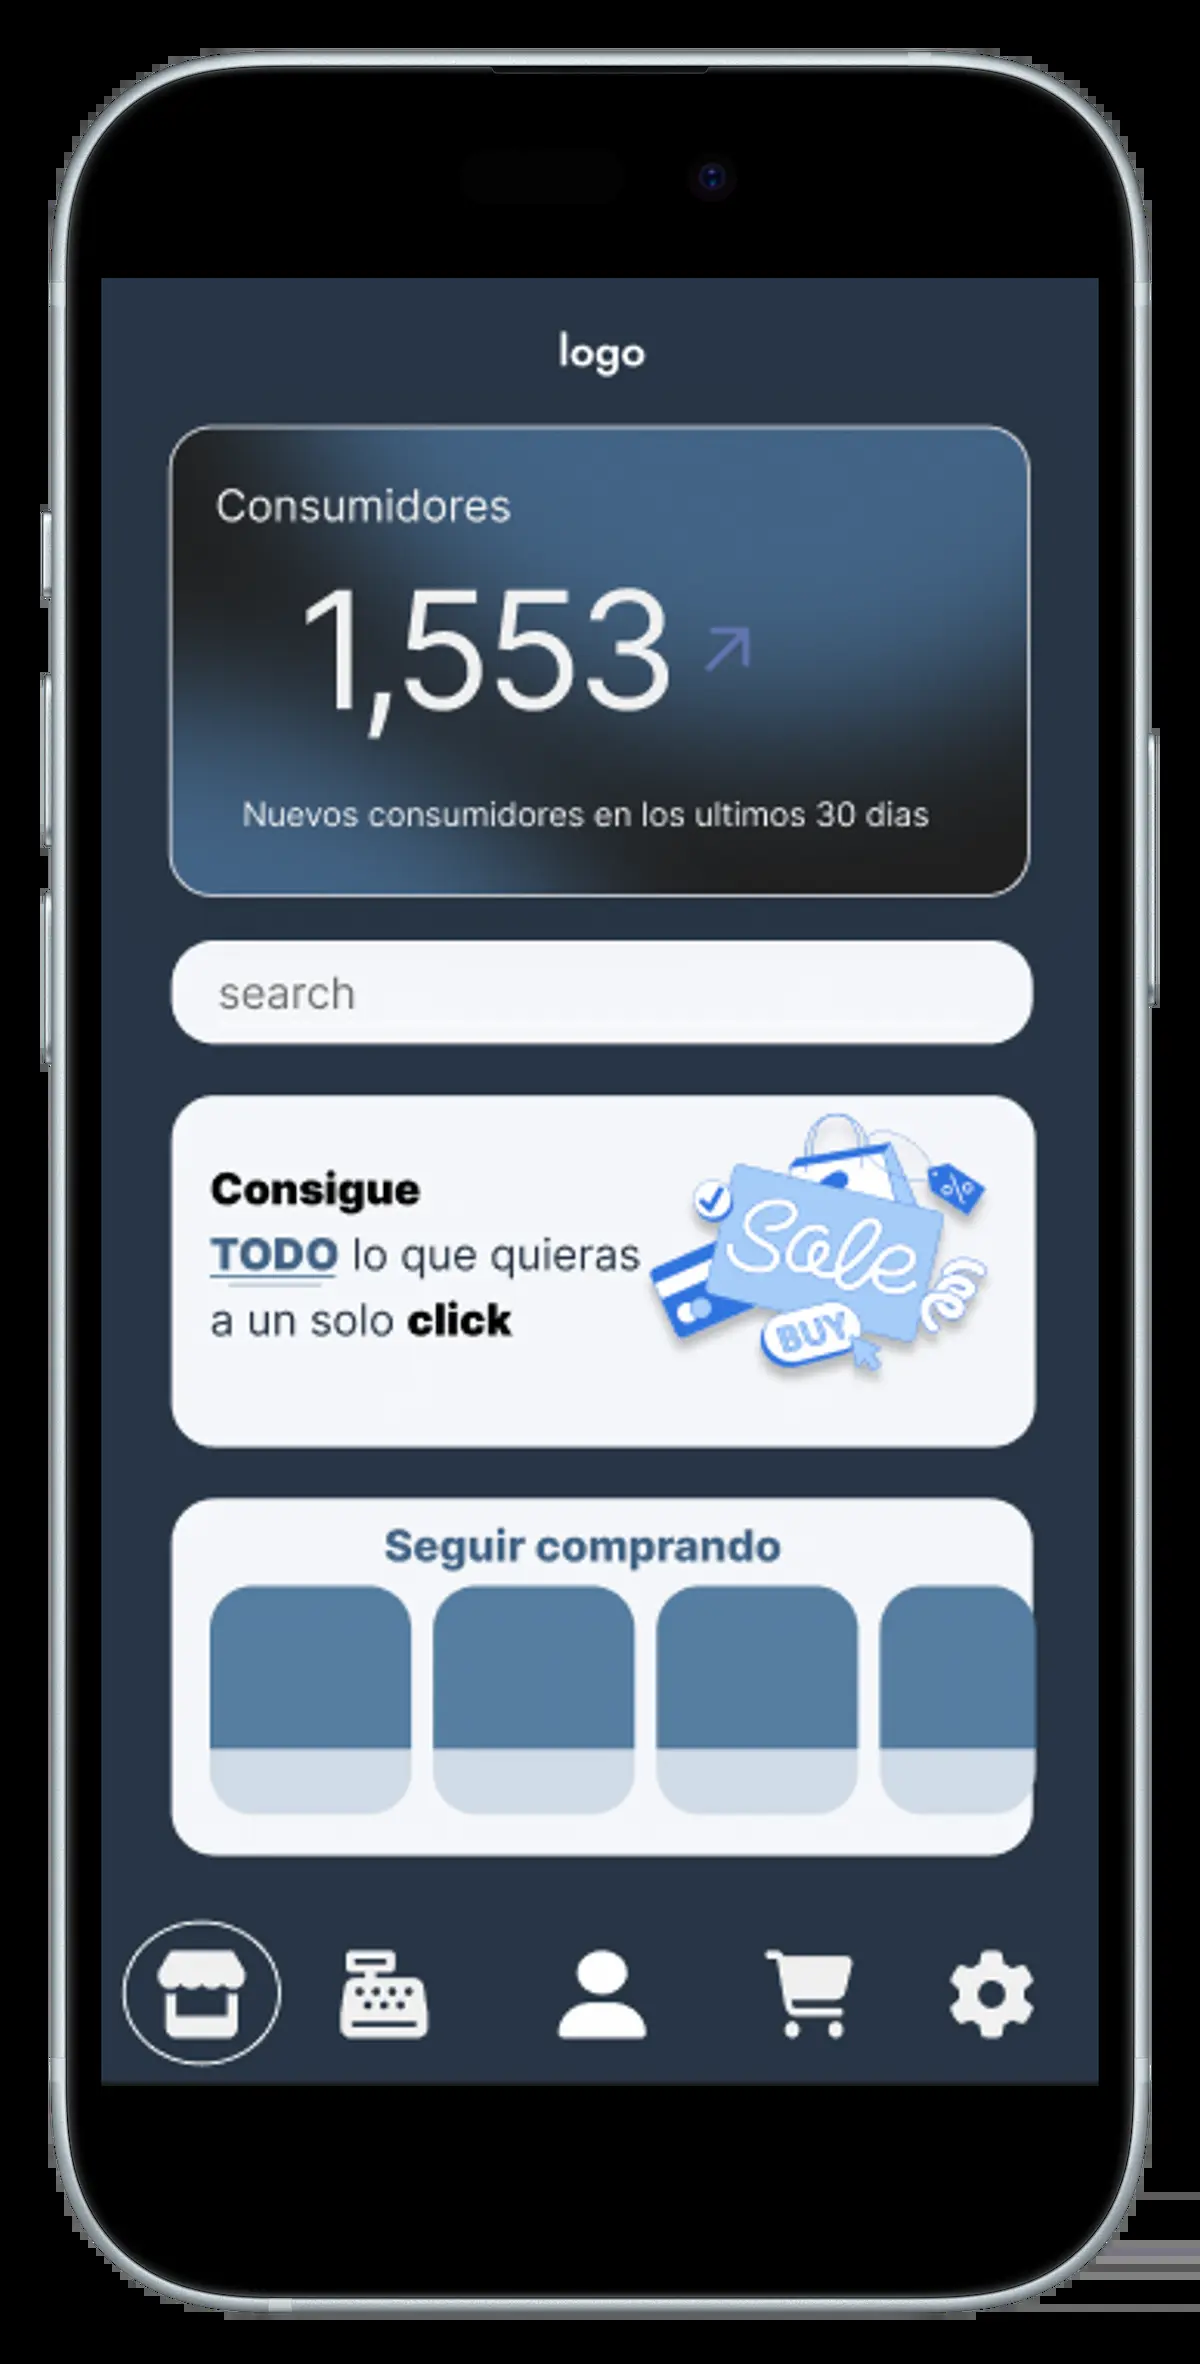 logo
Consumidores
1,553
Nuevos consumidores en los ultimos 30 dias
search
Consigue
TODO lo que quieras
a un solo click
%
Sale
BUY
Seguir comprando